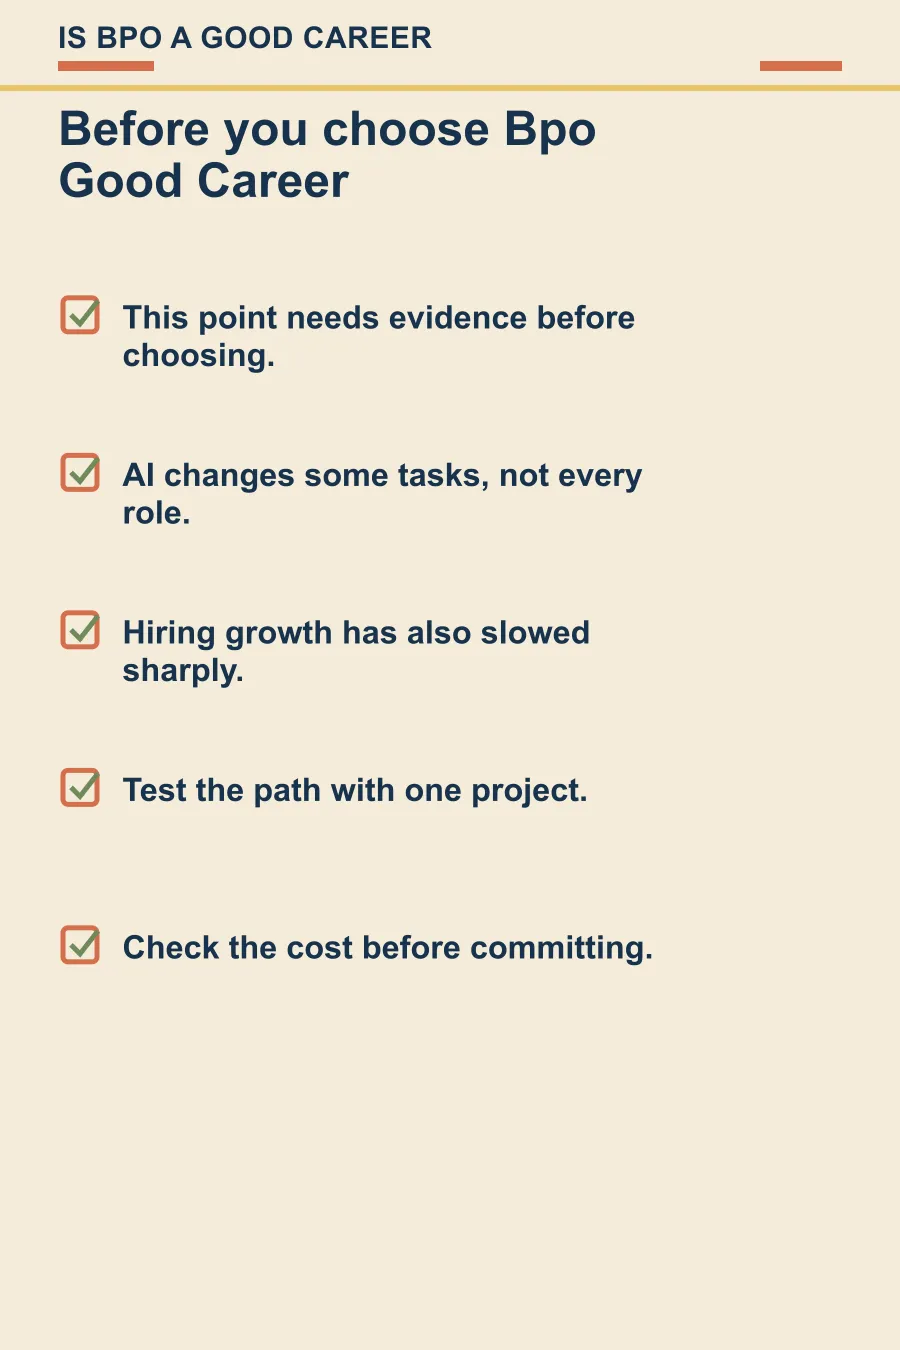 IS BPO A GOOD CAREER
Before you choose Bpo
Good Career
This point needs evidence before
choosing.
AI changes some tasks, not every
role.
Hiring growth has also slowed
sharply.
Test the path with one project.
Check the cost before committing.